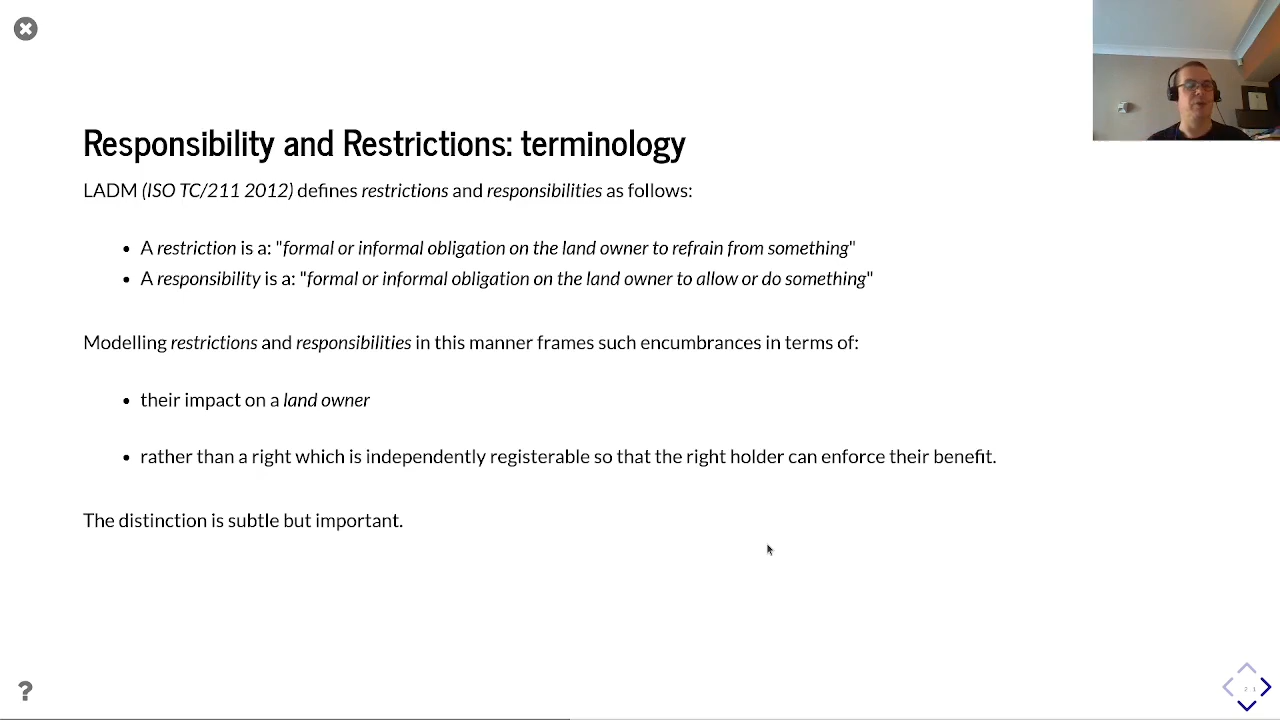 Responsibility and Restrictions: terminology
LADM (ISO TC/211 2012) defines restrictions and responsibilities as follows:
• A restriction is a: "formal or informal obligation on the land owner to refrain from something"
• A responsibility is a: "formal or informal obligation on the land owner to allow or do something"
Modelling restrictions and responsibilities in this manner frames such encumbrances in terms of:
• their impact on a land owner
• rather than a right which is independently registerable so that the right holder can enforce their benefit.
The distinction is subtle but important.
?
2 1